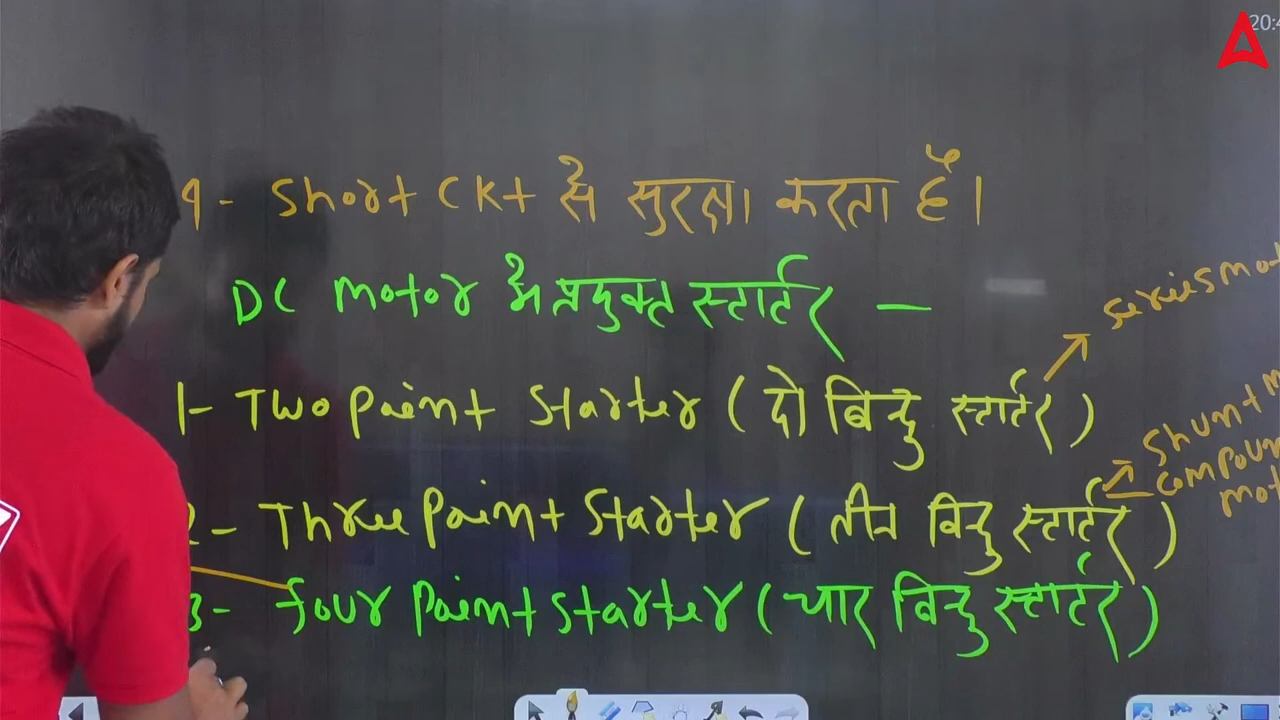 20:4
4- Short CKt से सुरक्षा करता है।
DC motor में प्रयुक्त स्टार्टर —
series mot
1- Two Point Starter ( दो बिन्दु स्टार्टर )
Shunt m
compoun
mot
2- Three Point Starter ( तीन बिन्दु स्टार्टर )
3- four Point Starter ( चार बिन्दु स्टार्टर )